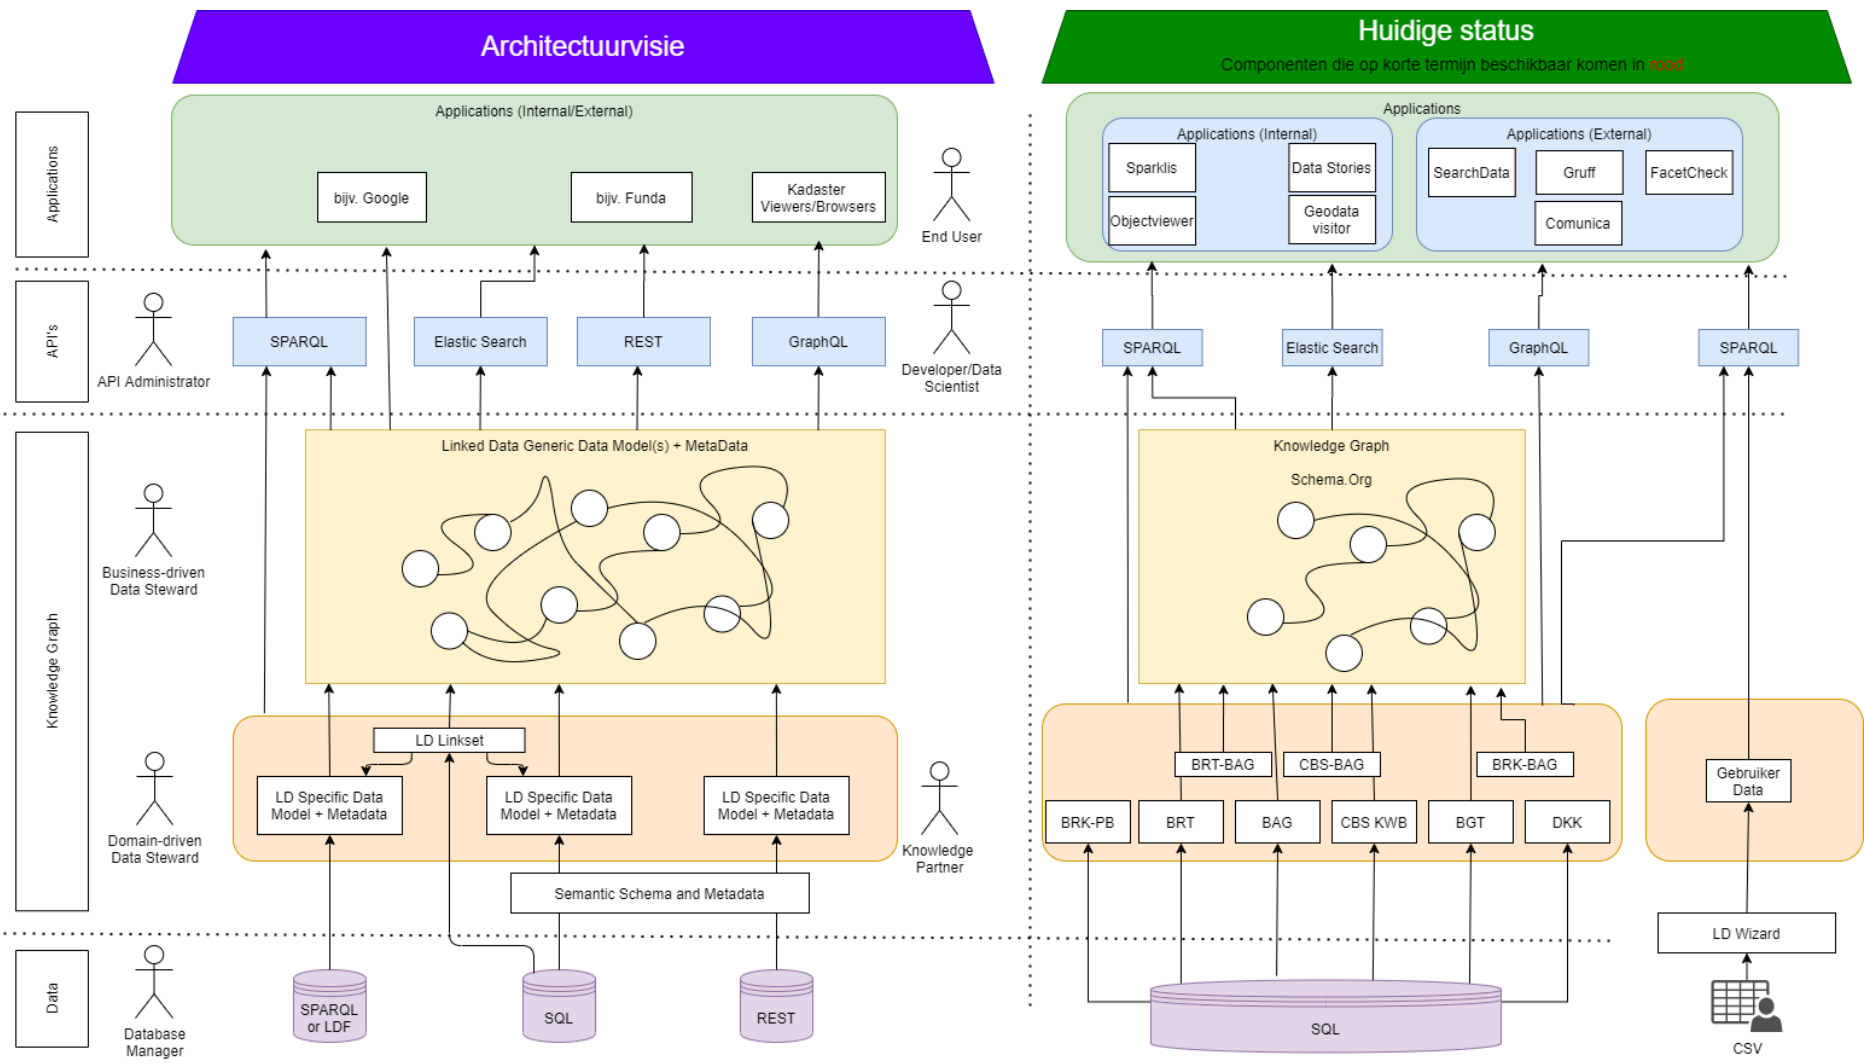 Architectuurvisie
Huidige status
Componenten die op korte termijn beschikbaar komen in rood
Applications
Applications (Internal/External)
bijv. Google
bijv. Funda
Kadaster
Viewers/Browsers
End User
Applications
Applications (Internal)
Sparklis
Data Stories
Objectviewer
Geodata
visitor
Applications (External)
SearchData
Gruff
FacetCheck
Comunica
API's
API Administrator
SPARQL
Elastic Search
REST
GraphQL
Developer/Data
Scientist
SPARQL
Elastic Search
GraphQL
SPARQL
Knowledge Graph
Business-driven
Data Steward
Linked Data Generic Data Model(s) + MetaData
Knowledge Graph
Schema.Org
Domain-driven
Data Steward
LD Linkset
LD Specific Data
Model + Metadata
LD Specific Data
Model + Metadata
LD Specific Data
Model + Metadata
Knowledge
Partner
Semantic Schema and Metadata
BRT-BAG
CBS-BAG
BRK-BAG
BRK-PB
BRT
BAG
CBS KWB
BGT
DKK
Gebruiker
Data
LD Wizard
Data
Database
Manager
SPARQL
or LDF
SQL
REST
SQL
CSV